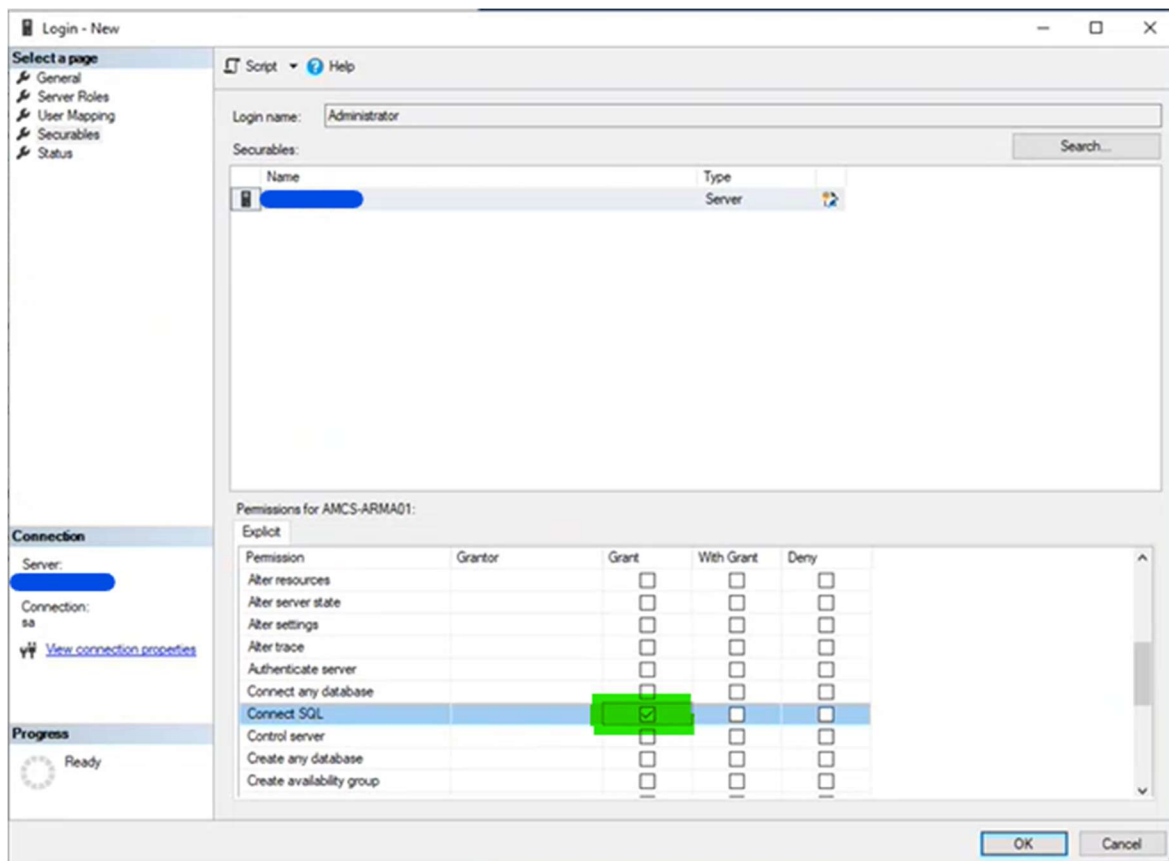 Login - New
Select a page
General
Server Roles
User Mapping
Securables
Status
Script Help
Login name: Administrator
Securables: Search...
Name Type
Server
Permissions for AMCS-ARMA01:
Explicit
Permission Grantor Grant With Grant Deny
Alter resources
Alter server state
Alter settings
Alter trace
Authenticate server
Connect any database
Connect SQL
Control server
Create any database
Create availability group
Connection
Server:
Connection:
sa
View connection properties
Progress
Ready
OK Cancel